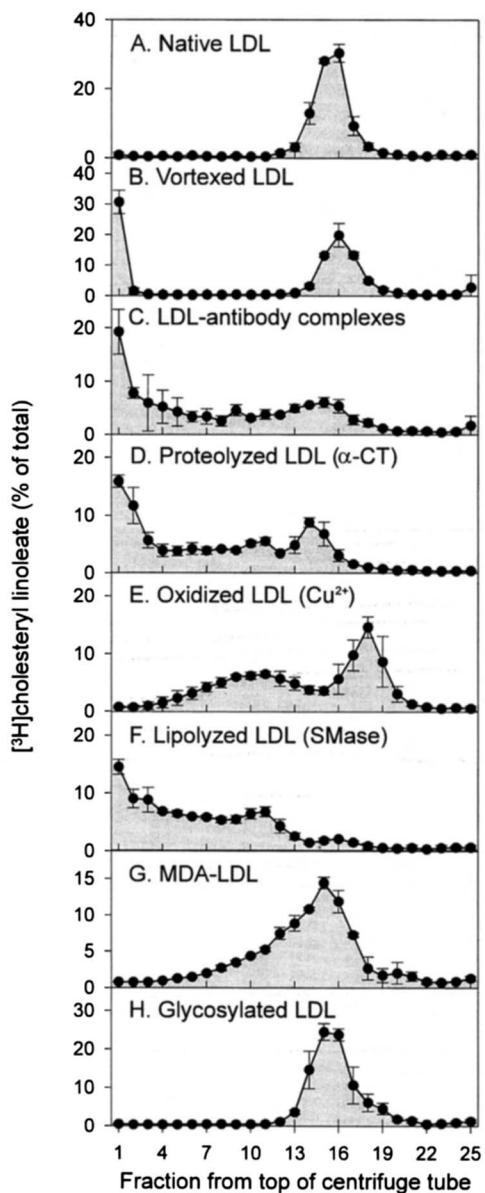 40
A. Native LDL
20
0
40
B. Vortexed LDL
30
20
10
0
C. LDL-antibody complexes
20
10
0
20
D. Proteolyzed LDL (α-CT)
10
0
20
E. Oxidized LDL (Cu²⁺)
10
0
20
F. Lipolyzed LDL (SMase)
10
0
15
G. MDA-LDL
10
5
0
30
H. Glycosylated LDL
20
10
0
1 4 7 10 13 16 19 22 25
Fraction from top of centrifuge tube
[³H]cholesteryl linoleate (% of total)